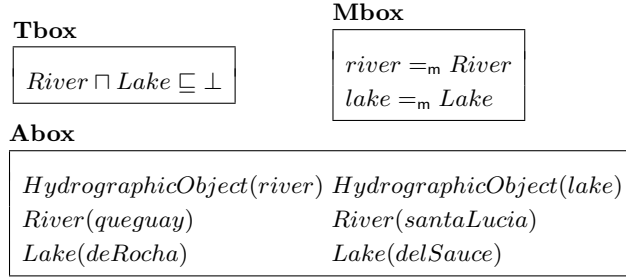 Tbox
River ⊓ Lake ⊑ ⊥
Mbox
river =ₘ River
lake =ₘ Lake
Abox
HydrographicObject(river) HydrographicObject(lake)
River(queguay) River(santaLucia)
Lake(deRocha) Lake(delSauce)